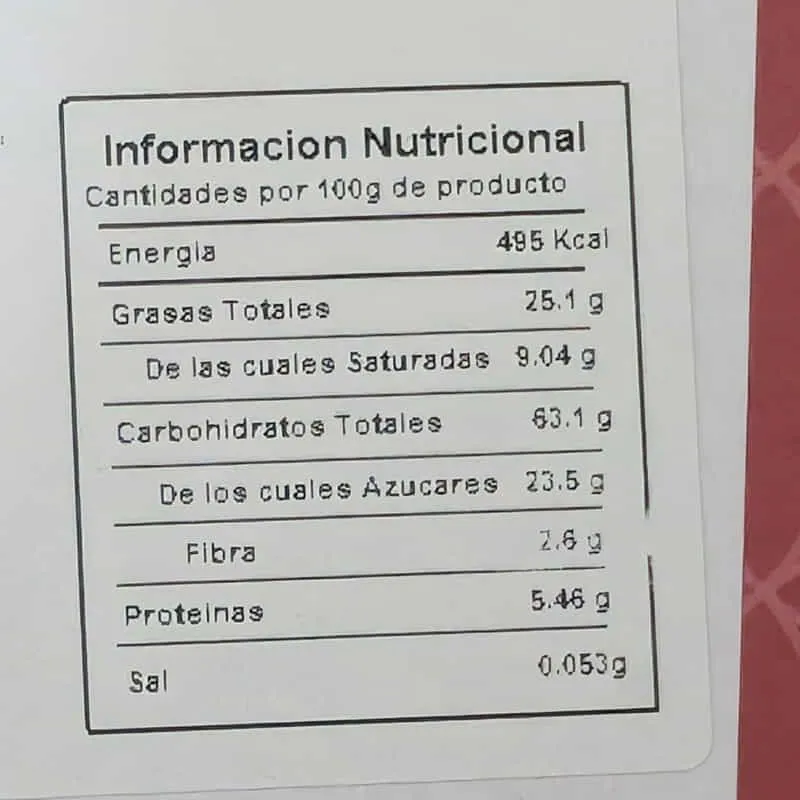 Informacion Nutricional
Cantidades por 100g de producto
Energia 495 Kcal
Grasas Totales 25.1 g
De las cuales Saturadas 9.04 g
Carbohidratos Totales 63.1 g
De los cuales Azucares 23.5 g
Fibra 2.6 g
Proteinas 5.46 g
Sal 0.053g